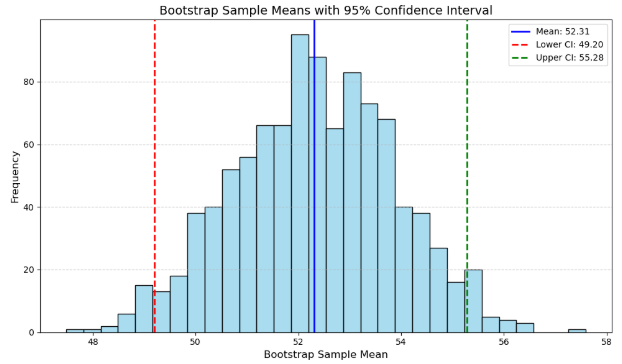 Bootstrap Sample Means with 95% Confidence Interval
Mean: 52.31
Lower CI: 49.20
Upper CI: 55.28
Frequency
80
60
40
20
0
48 50 52 54 56 58
Bootstrap Sample Mean